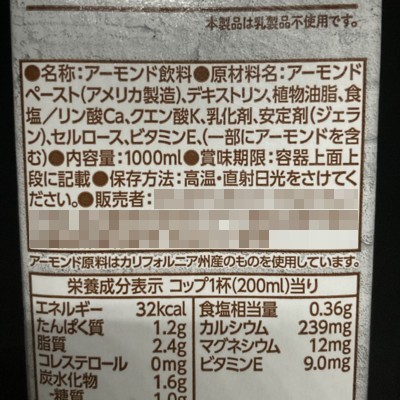 本製品は乳製品不使用です。
●名称:アーモンド飲料●原材料名:アーモンド
ペースト(アメリカ製造)、デキストリン、植物油脂、食
塩/リン酸Ca、クエン酸K、乳化剤、安定剤(ジェラ
ン)、セルロース、ビタミンE、(一部にアーモンドを含
む)●内容量:1000ml●賞味期限:容器上面上
段に記載●保存方法:高温・直射日光をさけてく
ださい。●販売者:
アーモンド原料はカリフォルニア州産のものを使用しています。
栄養成分表示 コップ1杯(200ml)当り
エネルギー 32kcal 食塩相当量 0.36g
たんぱく質 1.2g カルシウム 239mg
脂質 2.4g マグネシウム 12mg
コレステロール 0mg ビタミンE 9.0mg
炭水化物 1.6g
-糖質 1.0g